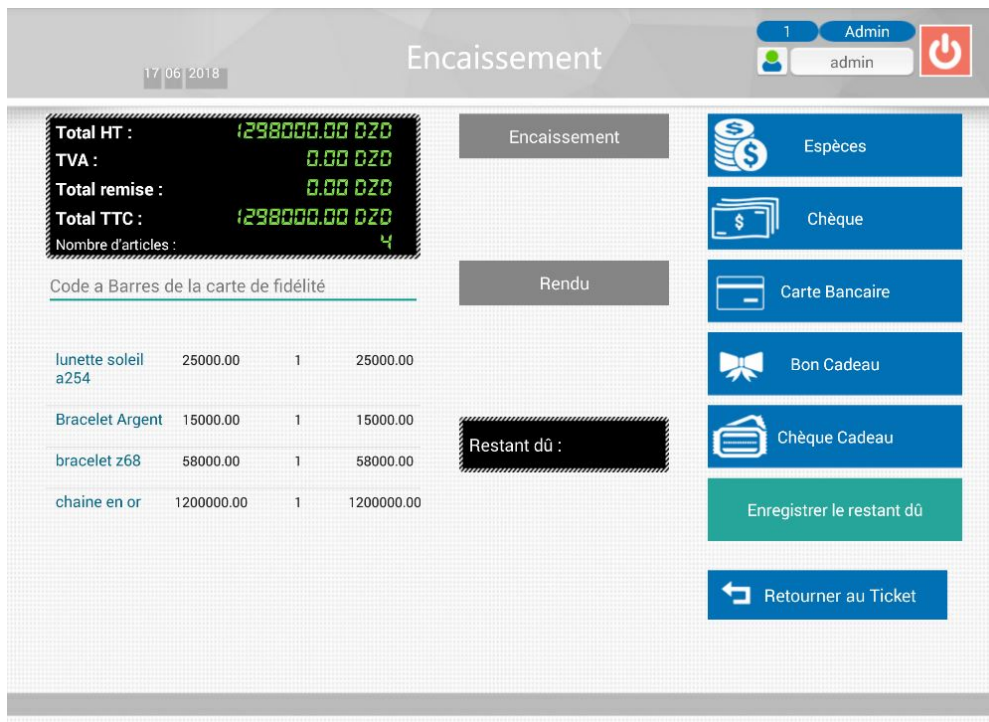 17 06 2018
Encaissement
1 Admin
admin
Total HT : 1298000.00 DZD
TVA : 0.00 DZD
Total remise : 0.00 DZD
Total TTC : 1298000.00 DZD
Nombre d'articles : 4
Code a Barres de la carte de fidélité
lunette soleil a254 25000.00 1 25000.00
Bracelet Argent 15000.00 1 15000.00
bracelet z68 58000.00 1 58000.00
chaine en or 1200000.00 1 1200000.00
Encaissement
Rendu
Restant dû :
Espèces
Chèque
Carte Bancaire
Bon Cadeau
Chèque Cadeau
Enregistrer le restant dû
Retourner au Ticket